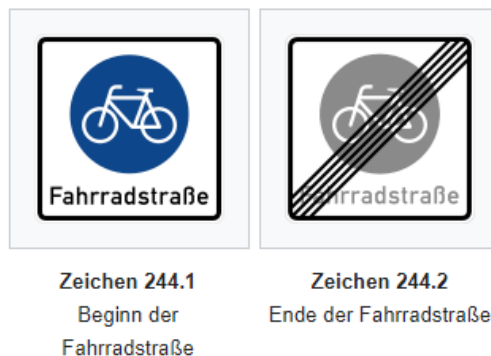 Fahrradstraße
Fahrradstraße
Zeichen 244.1
Beginn der
Fahrradstraße
Zeichen 244.2
Ende der Fahrradstraße